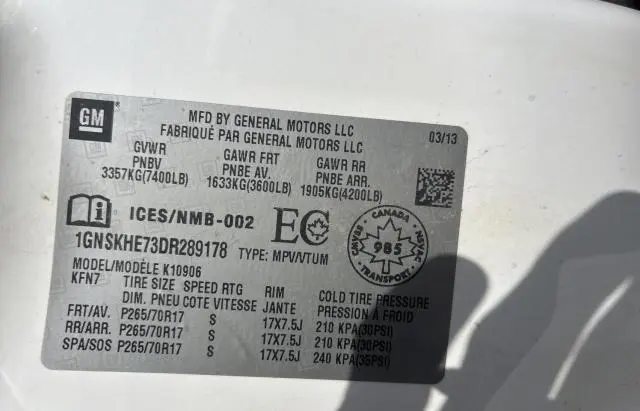 GM
MFD BY GENERAL MOTORS LLC
FABRIQUÉ PAR GENERAL MOTORS LLC
03/13
GVWR GAWR FRT GAWR RR
PNBV PNBE AV. PNBE ARR.
3357KG(7400LB) 1633KG(3600LB) 1905KG(4200LB)
ICES/NMB-002 EC
CANADA
CMVSS 985 NSVAC
TRANSPORT
1GNSKHE73DR289178 TYPE: MPV/VTUM
MODEL/MODÈLE K10906
KFN7 TIRE SIZE SPEED RTG RIM COLD TIRE PRESSURE
DIM. PNEU COTE VITESSE JANTE PRESSION À FROID
FRT/AV. P265/70R17 S 17X7.5J 210 KPA(30PSI)
RR/ARR. P265/70R17 S 17X7.5J 210 KPA(30PSI)
SPA/SOS P265/70R17 S 17X7.5J 240 KPA(35PSI)